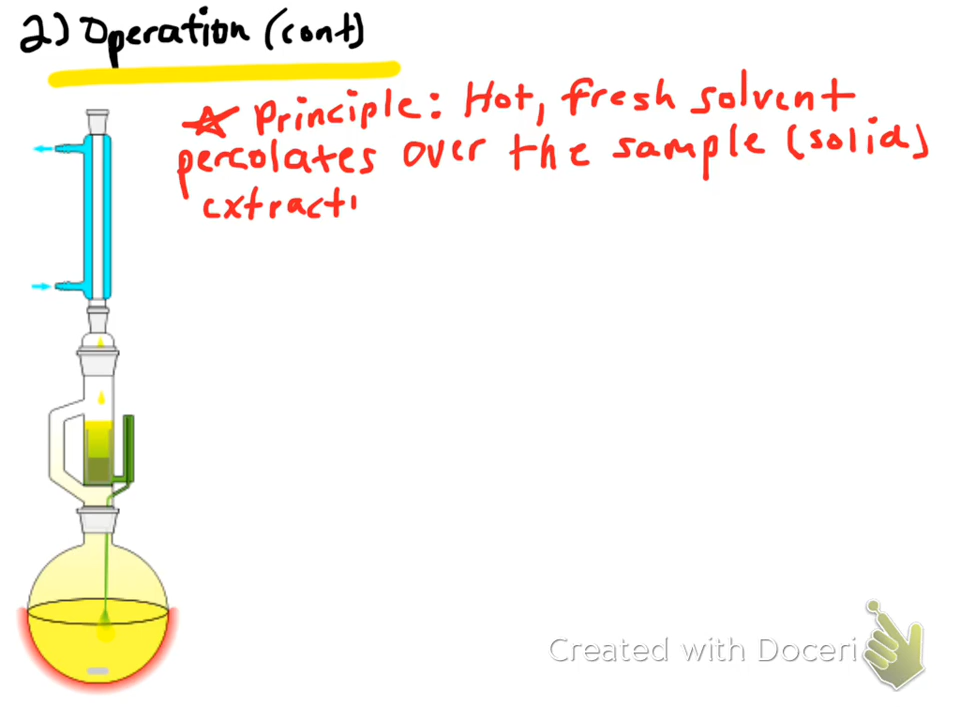 2) Operation (cont)
☆ Principle: Hot, fresh solvent
percolates over the sample (solid)
extracti
Created with Doceri